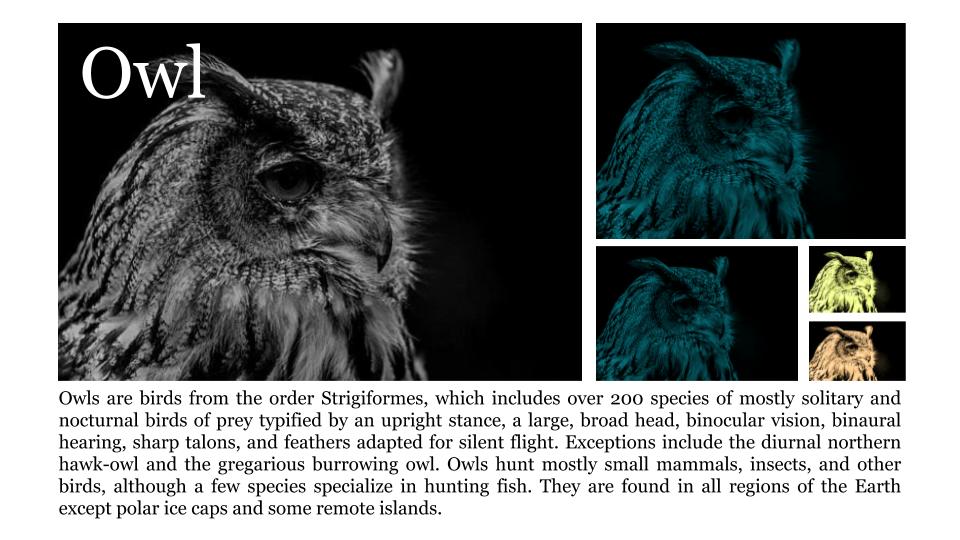 Owl
Owls are birds from the order Strigiformes, which includes over 200 species of mostly solitary and
nocturnal birds of prey typified by an upright stance, a large, broad head, binocular vision, binaural
hearing, sharp talons, and feathers adapted for silent flight. Exceptions include the diurnal northern
hawk-owl and the gregarious burrowing owl. Owls hunt mostly small mammals, insects, and other
birds, although a few species specialize in hunting fish. They are found in all regions of the Earth
except polar ice caps and some remote islands.